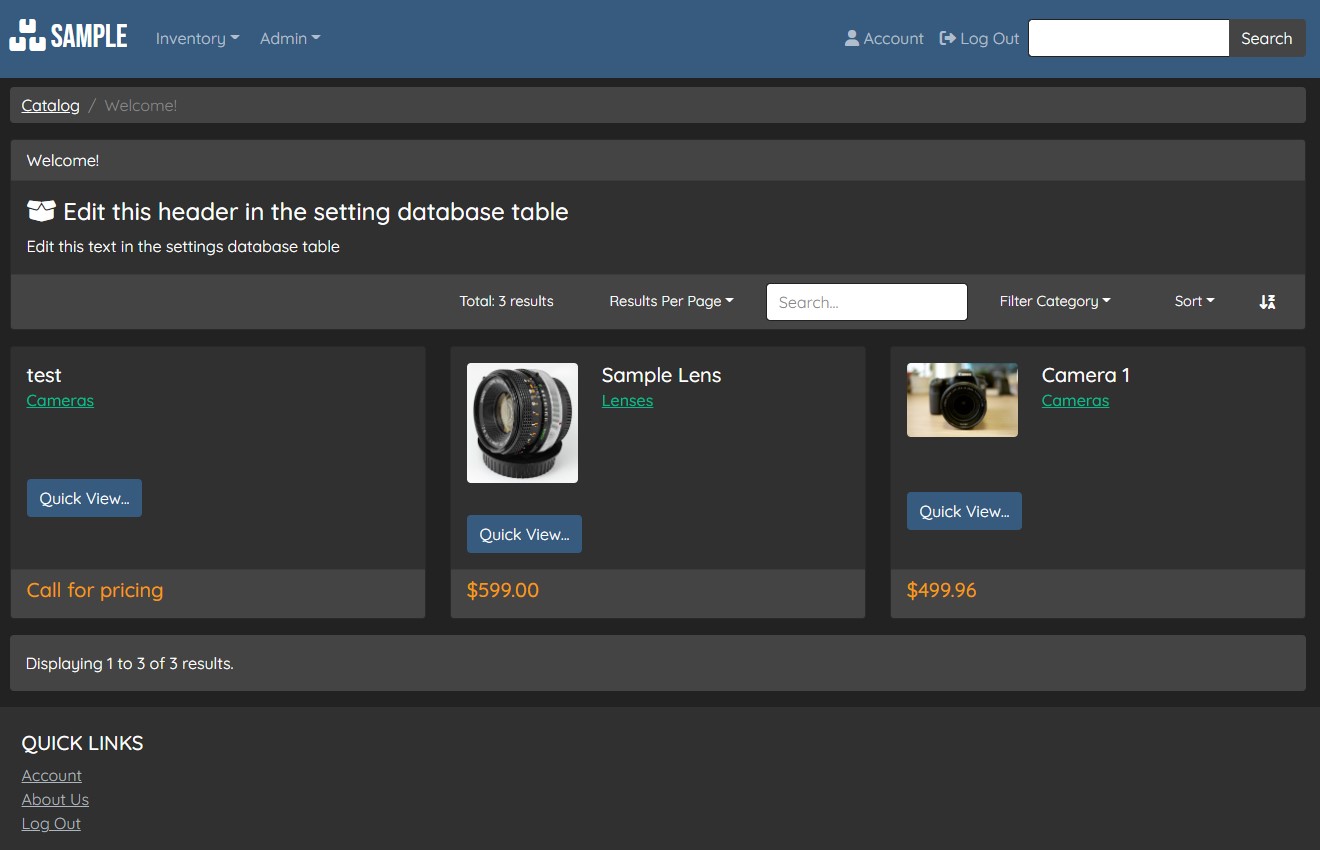 SAMPLE Inventory Admin Account Log Out Search
Catalog / Welcome!
Welcome!
Edit this header in the setting database table
Edit this text in the settings database table
Total: 3 results Results Per Page Search... Filter Category Sort
test
Cameras
Quick View...
Call for pricing
Sample Lens
Lenses
Quick View...
$599.00
Camera 1
Cameras
Quick View...
$499.96
Displaying 1 to 3 of 3 results.
QUICK LINKS
Account
About Us
Log Out